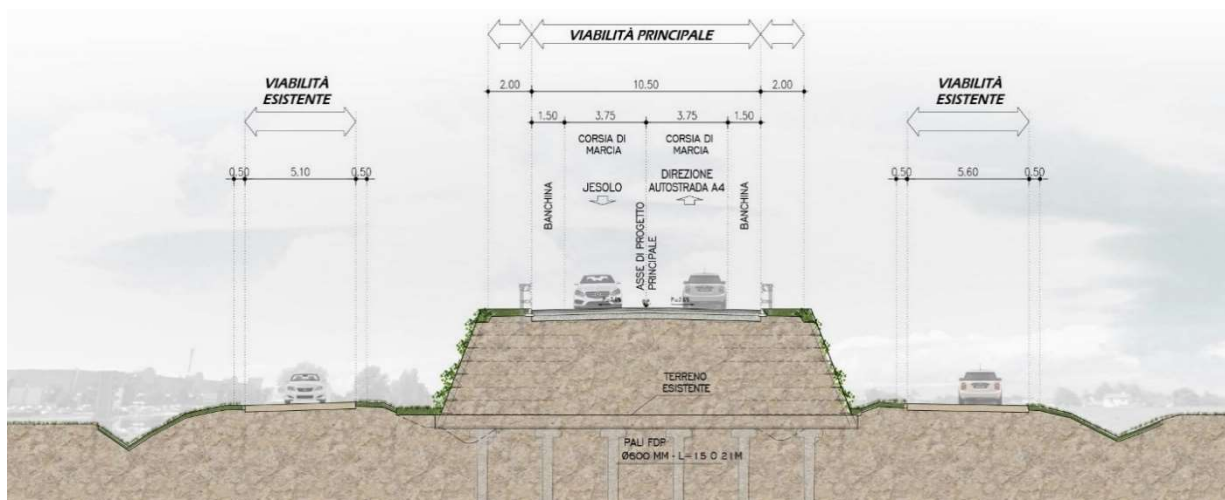 VIABILITÀ PRINCIPALE
VIABILITÀ
ESISTENTE
VIABILITÀ
ESISTENTE
2.00
10.50
2.00
1.50
3.75
3.75
1.50
CORSIA DI
MARCIA
CORSIA DI
MARCIA
0.50
5.10
0.50
0.50
5.60
0.50
BANCHINA
JESOLO
ASSE DI PROGETTO
PRINCIPALE
DIREZIONE
AUTOSTRADA A4
BANCHINA
TERRENO
ESISTENTE
PALI FDP
Ø600 MM - L=15 O 21M